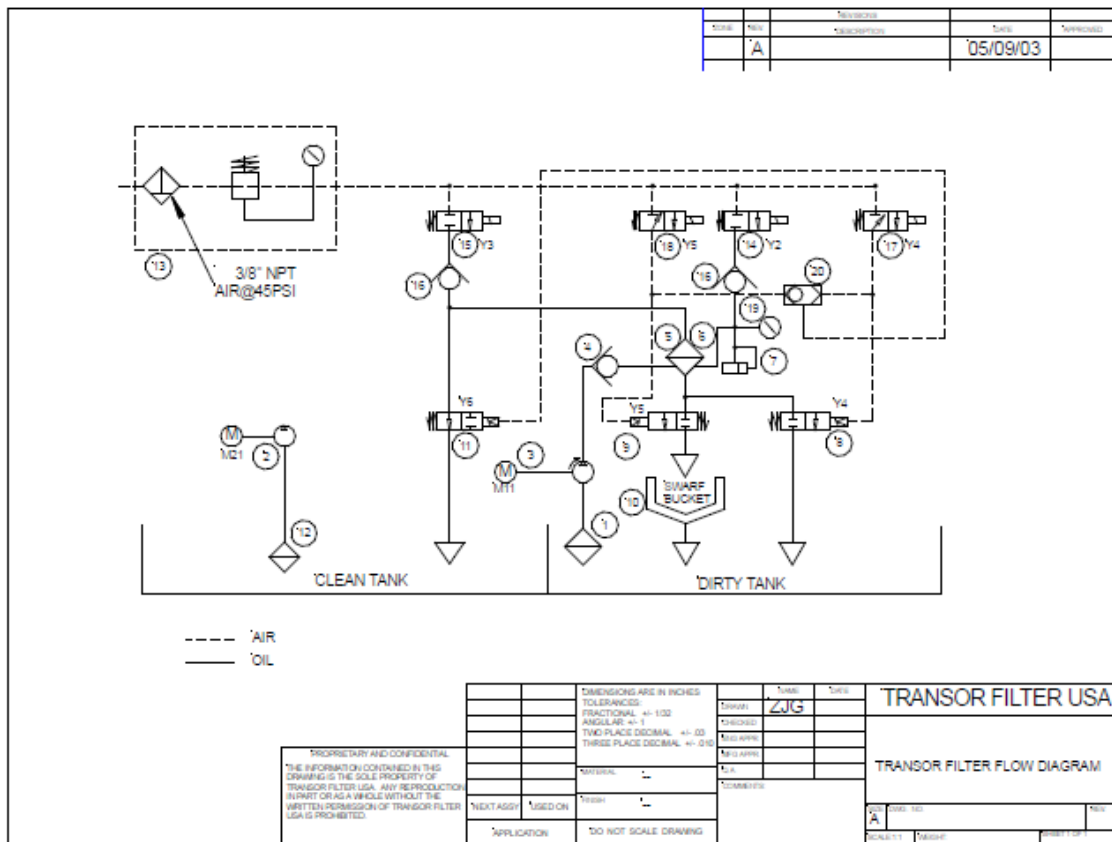 REVISIONS
ZONE REV DESCRIPTION DATE APPROVED
A 05/09/03
13
3/8" NPT
AIR@45PSI
15 Y3
18 Y5
14 Y2
17 Y4
16
16
20
19
5 6
4
7
Y6
Y5
Y4
11
9
8
M
M21
2
3
M
M11
SWARF
BUCKET
10
12
1
CLEAN TANK
DIRTY TANK
AIR
OIL
DIMENSIONS ARE IN INCHES
TOLERANCES:
FRACTIONAL +/- 1/32
ANGULAR: +/- 1
TWO PLACE DECIMAL +/- .03
THREE PLACE DECIMAL +/- .010
NAME DATE
DRAWN ZJG
CHECKED
ENG APPR.
MFG APPR.
Q.A.
COMMENTS:
TRANSOR FILTER USA
TRANSOR FILTER FLOW DIAGRAM
PROPRIETARY AND CONFIDENTIAL
THE INFORMATION CONTAINED IN THIS
DRAWING IS THE SOLE PROPERTY OF
TRANSOR FILTER USA. ANY REPRODUCTION
IN PART OR AS A WHOLE WITHOUT THE
WRITTEN PERMISSION OF TRANSOR FILTER
USA IS PROHIBITED.
MATERIAL --
FINISH --
NEXT ASSY USED ON
APPLICATION
DO NOT SCALE DRAWING
SIZE DWG. NO. REV.
A
SCALE:1:1 WEIGHT: SHEET 1 OF 1